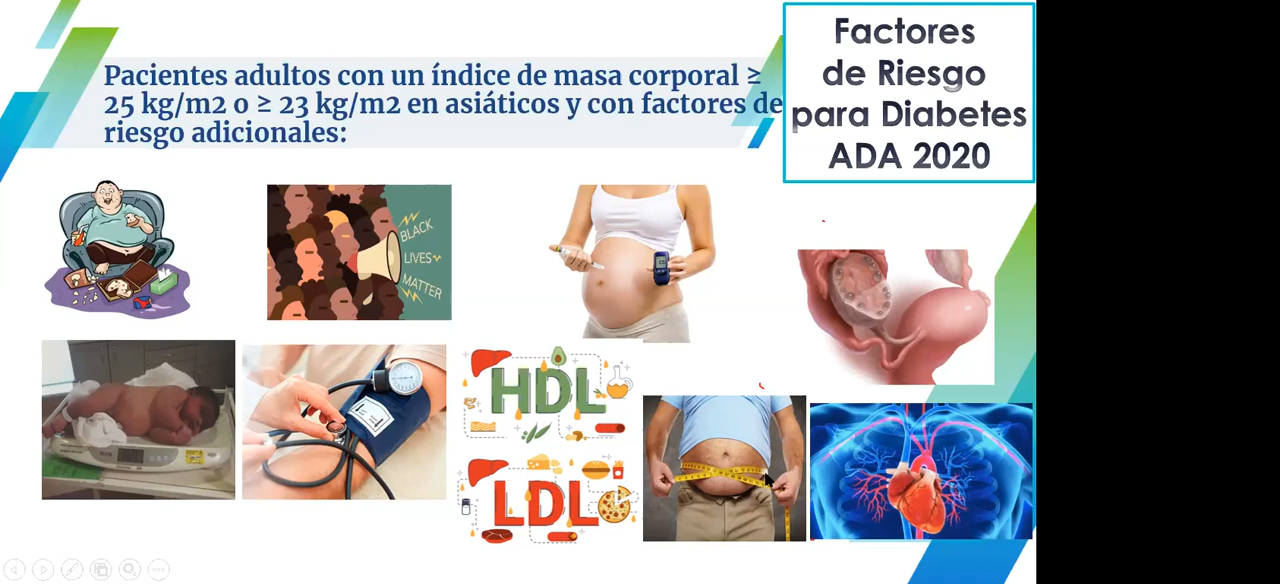 Factores
de Riesgo
para Diabetes
ADA 2020
Pacientes adultos con un índice de masa corporal ≥
25 kg/m2 o ≥ 23 kg/m2 en asiáticos y con factores de
riesgo adicionales:
BLACK
LIVES
MATTER
HDL
LDL